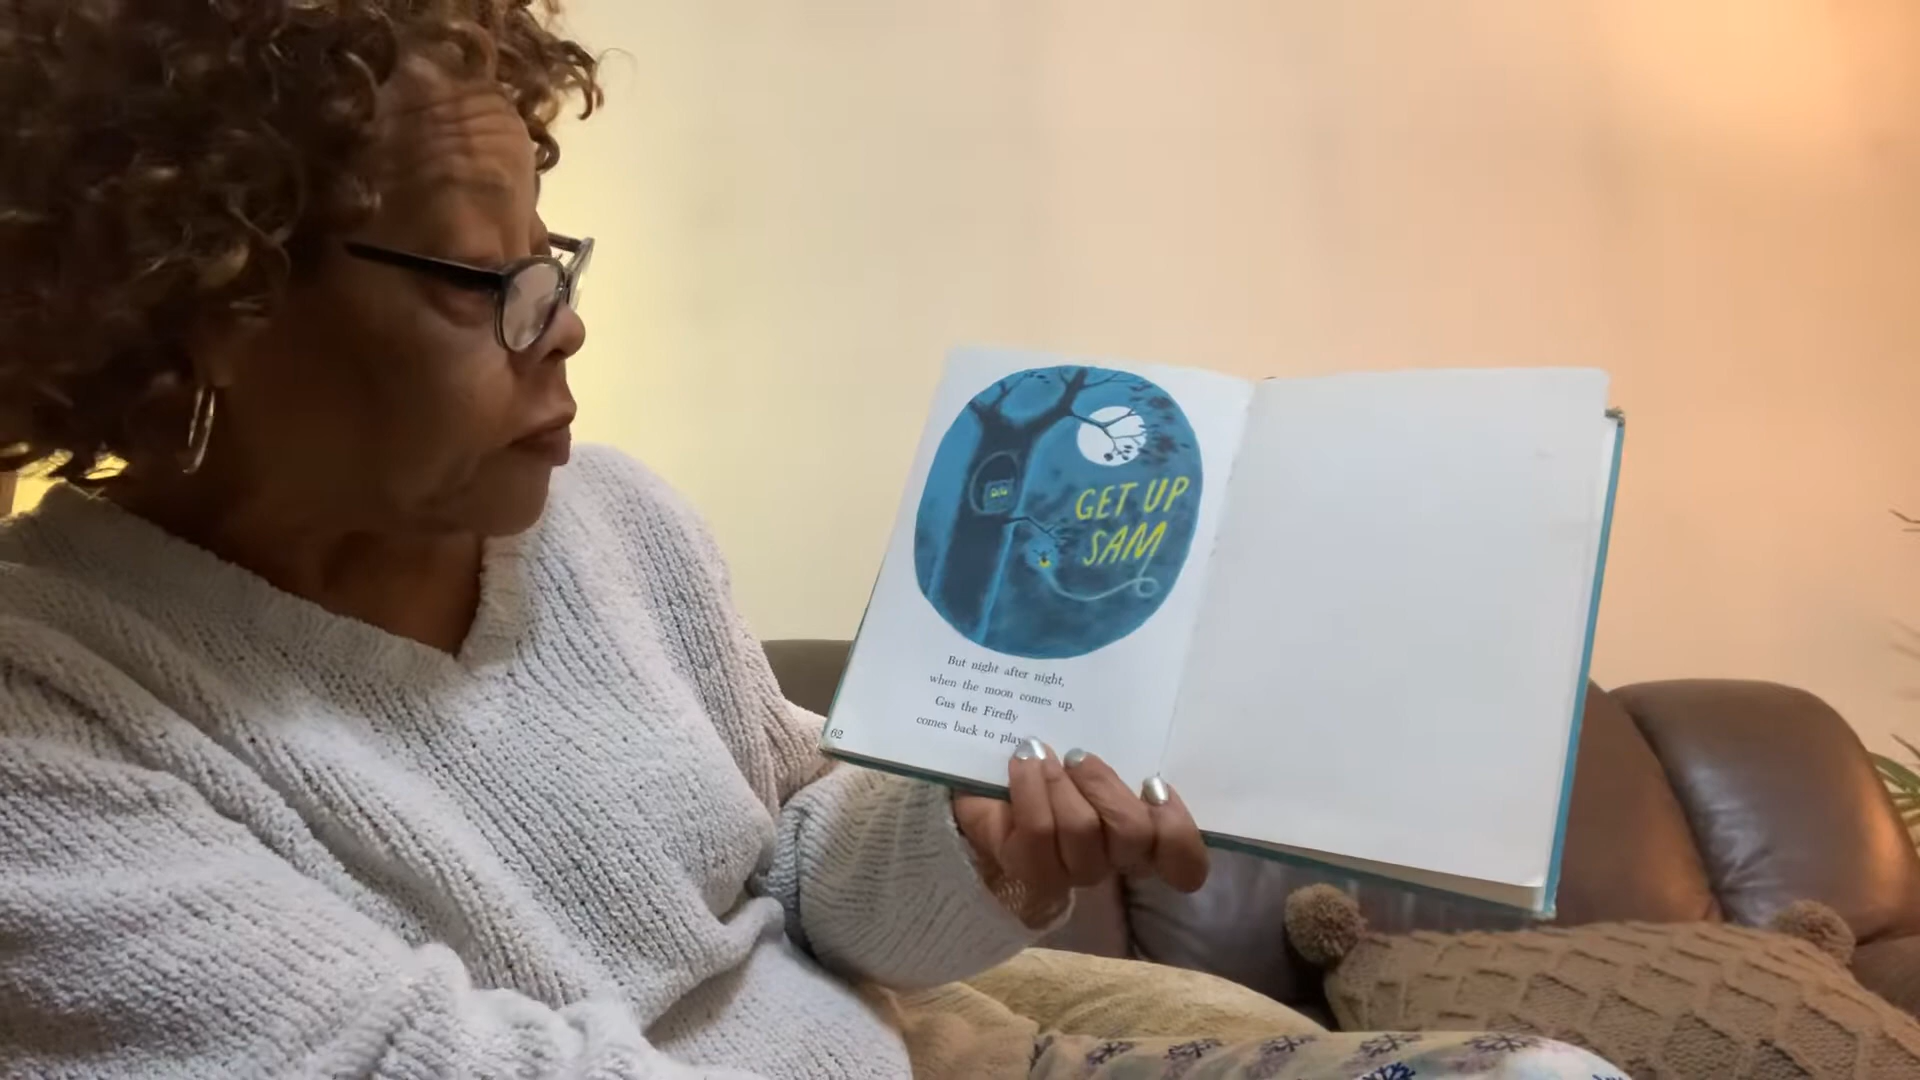 GET UP
SAM
But night after night,
when the moon comes up,
Gus the Firefly
comes back to play
62